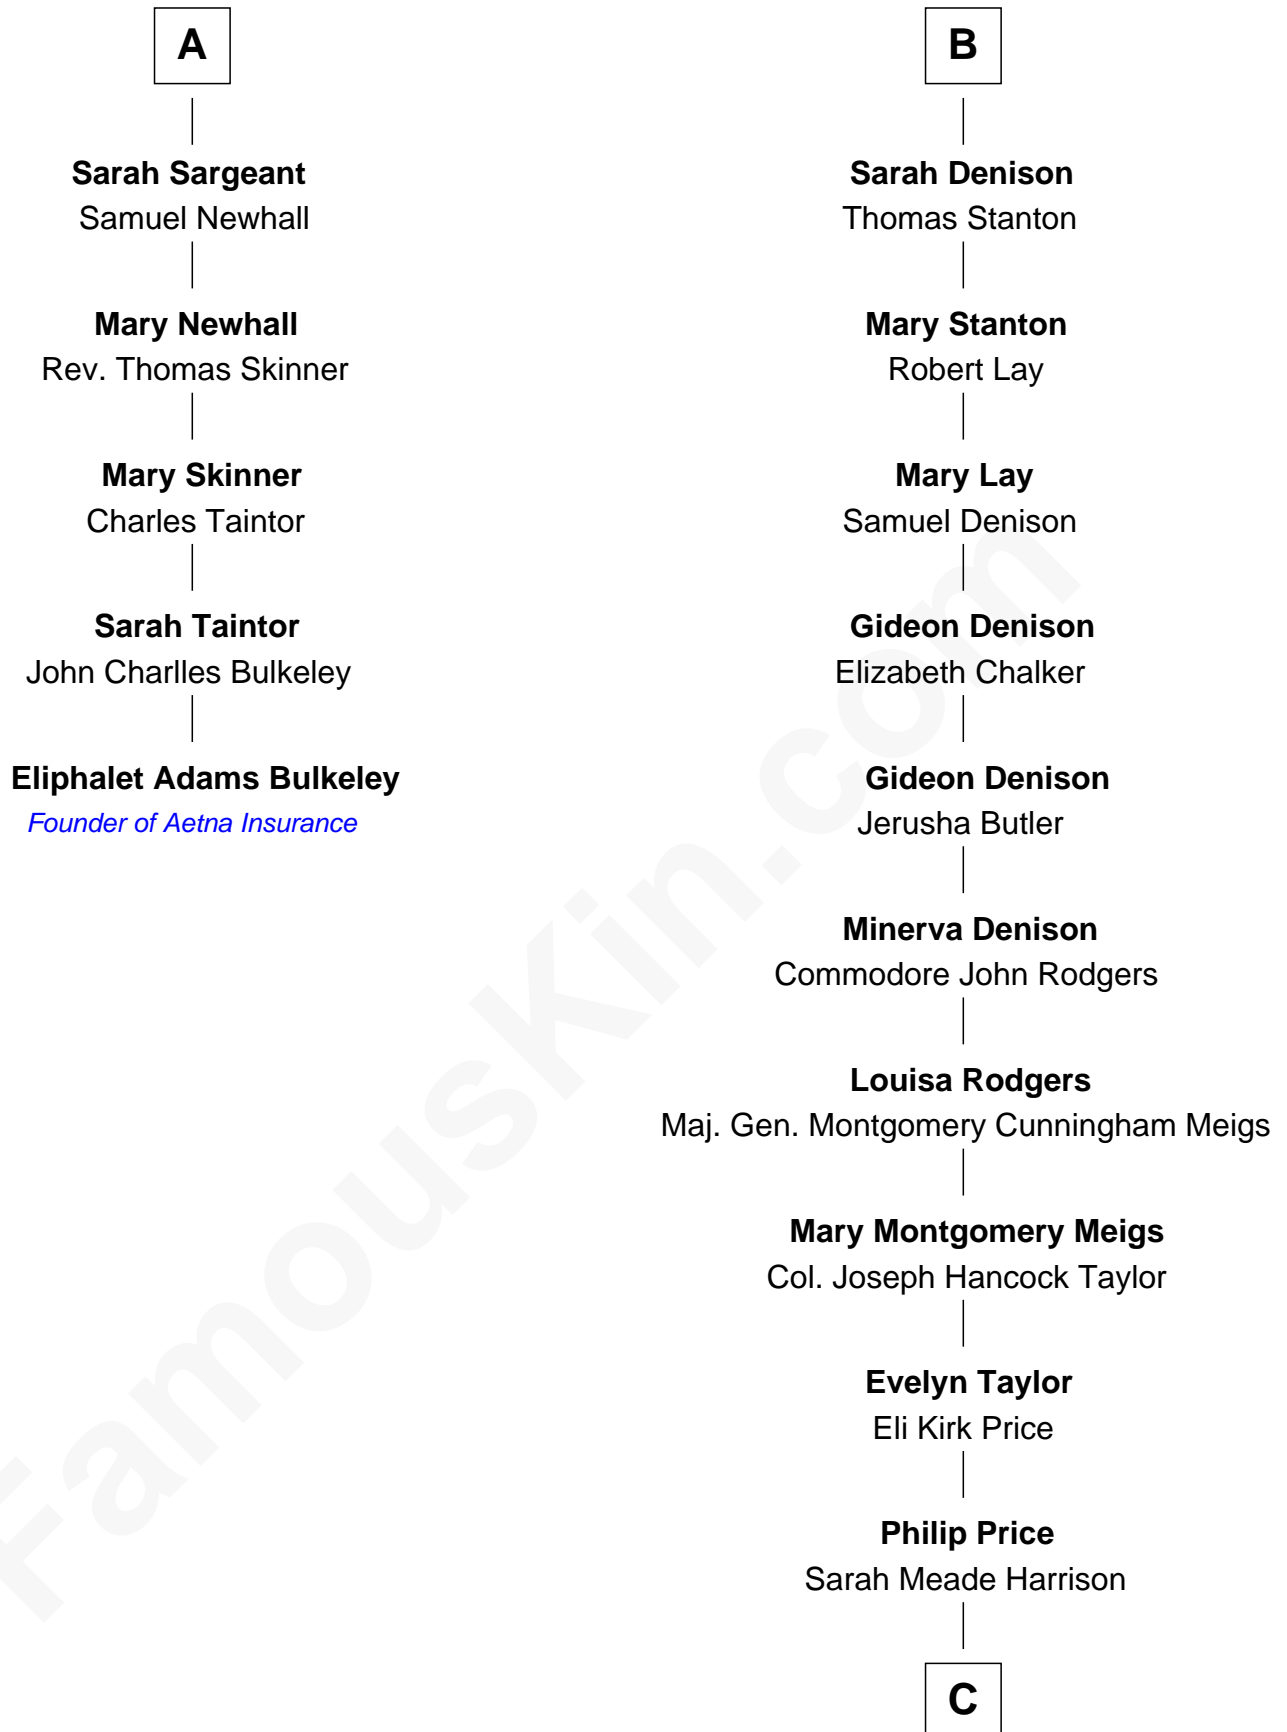 A
Sarah Sargeant
Samuel Newhall
Mary Newhall
Rev. Thomas Skinner
Mary Skinner
Charles Taintor
Sarah Taintor
John Charlles Bulkeley
Eliphalet Adams Bulkeley
Founder of Aetna Insurance
B
Sarah Denison
Thomas Stanton
Mary Stanton
Robert Lay
Mary Lay
Samuel Denison
Gideon Denison
Elizabeth Chalker
Gideon Denison
Jerusha Butler
Minerva Denison
Commodore John Rodgers
Louisa Rodgers
Maj. Gen. Montgomery Cunningham Meigs
Mary Montgomery Meigs
Col. Joseph Hancock Taylor
Evelyn Taylor
Eli Kirk Price
Philip Price
Sarah Meade Harrison
C
FamousKin.com